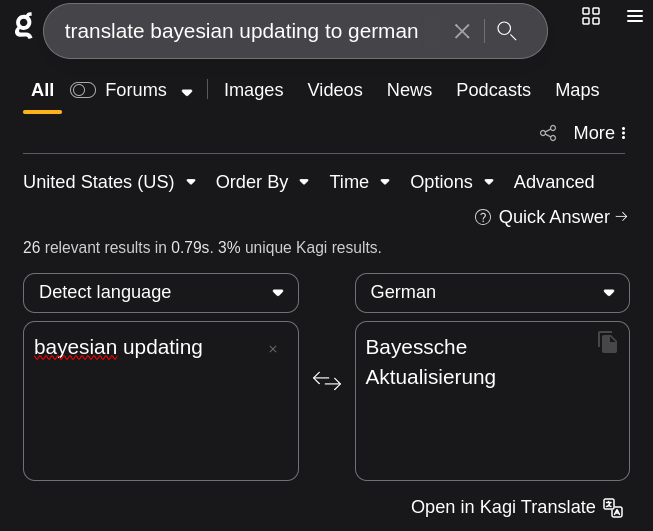 translate bayesian updating to german
All Forums Images Videos News Podcasts Maps
More
United States (US) Order By Time Options Advanced
Quick Answer →
26 relevant results in 0.79s. 3% unique Kagi results.
Detect language German
bayesian updating × Bayessche
Aktualisierung
Open in Kagi Translate